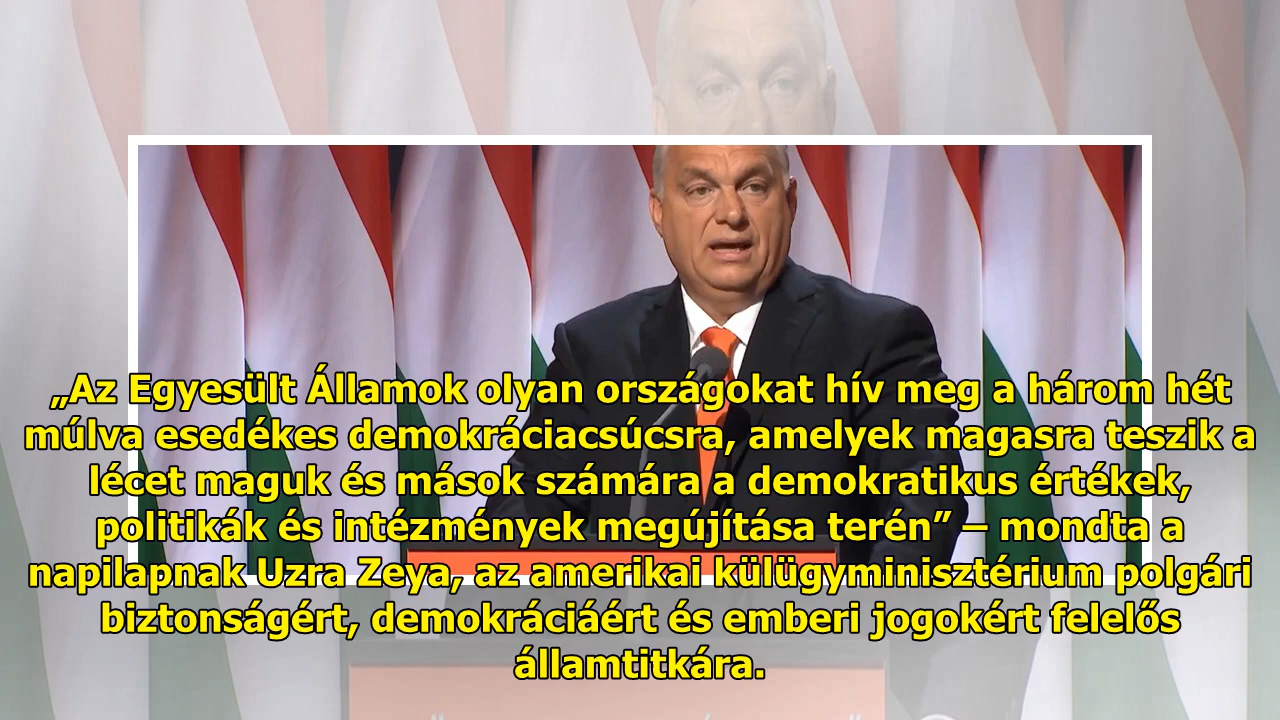 „Az Egyesült Államok olyan országokat hív meg a három hét
múlva esedékes demokráciacsúcsra, amelyek magasra teszik a
lécet maguk és mások számára a demokratikus értékek,
politikák és intézmények megújítása terén” – mondta a
napilapnak Uzra Zeya, az amerikai külügyminisztérium polgári
biztonságért, demokráciáért és emberi jogokért felelős
államtitkára.